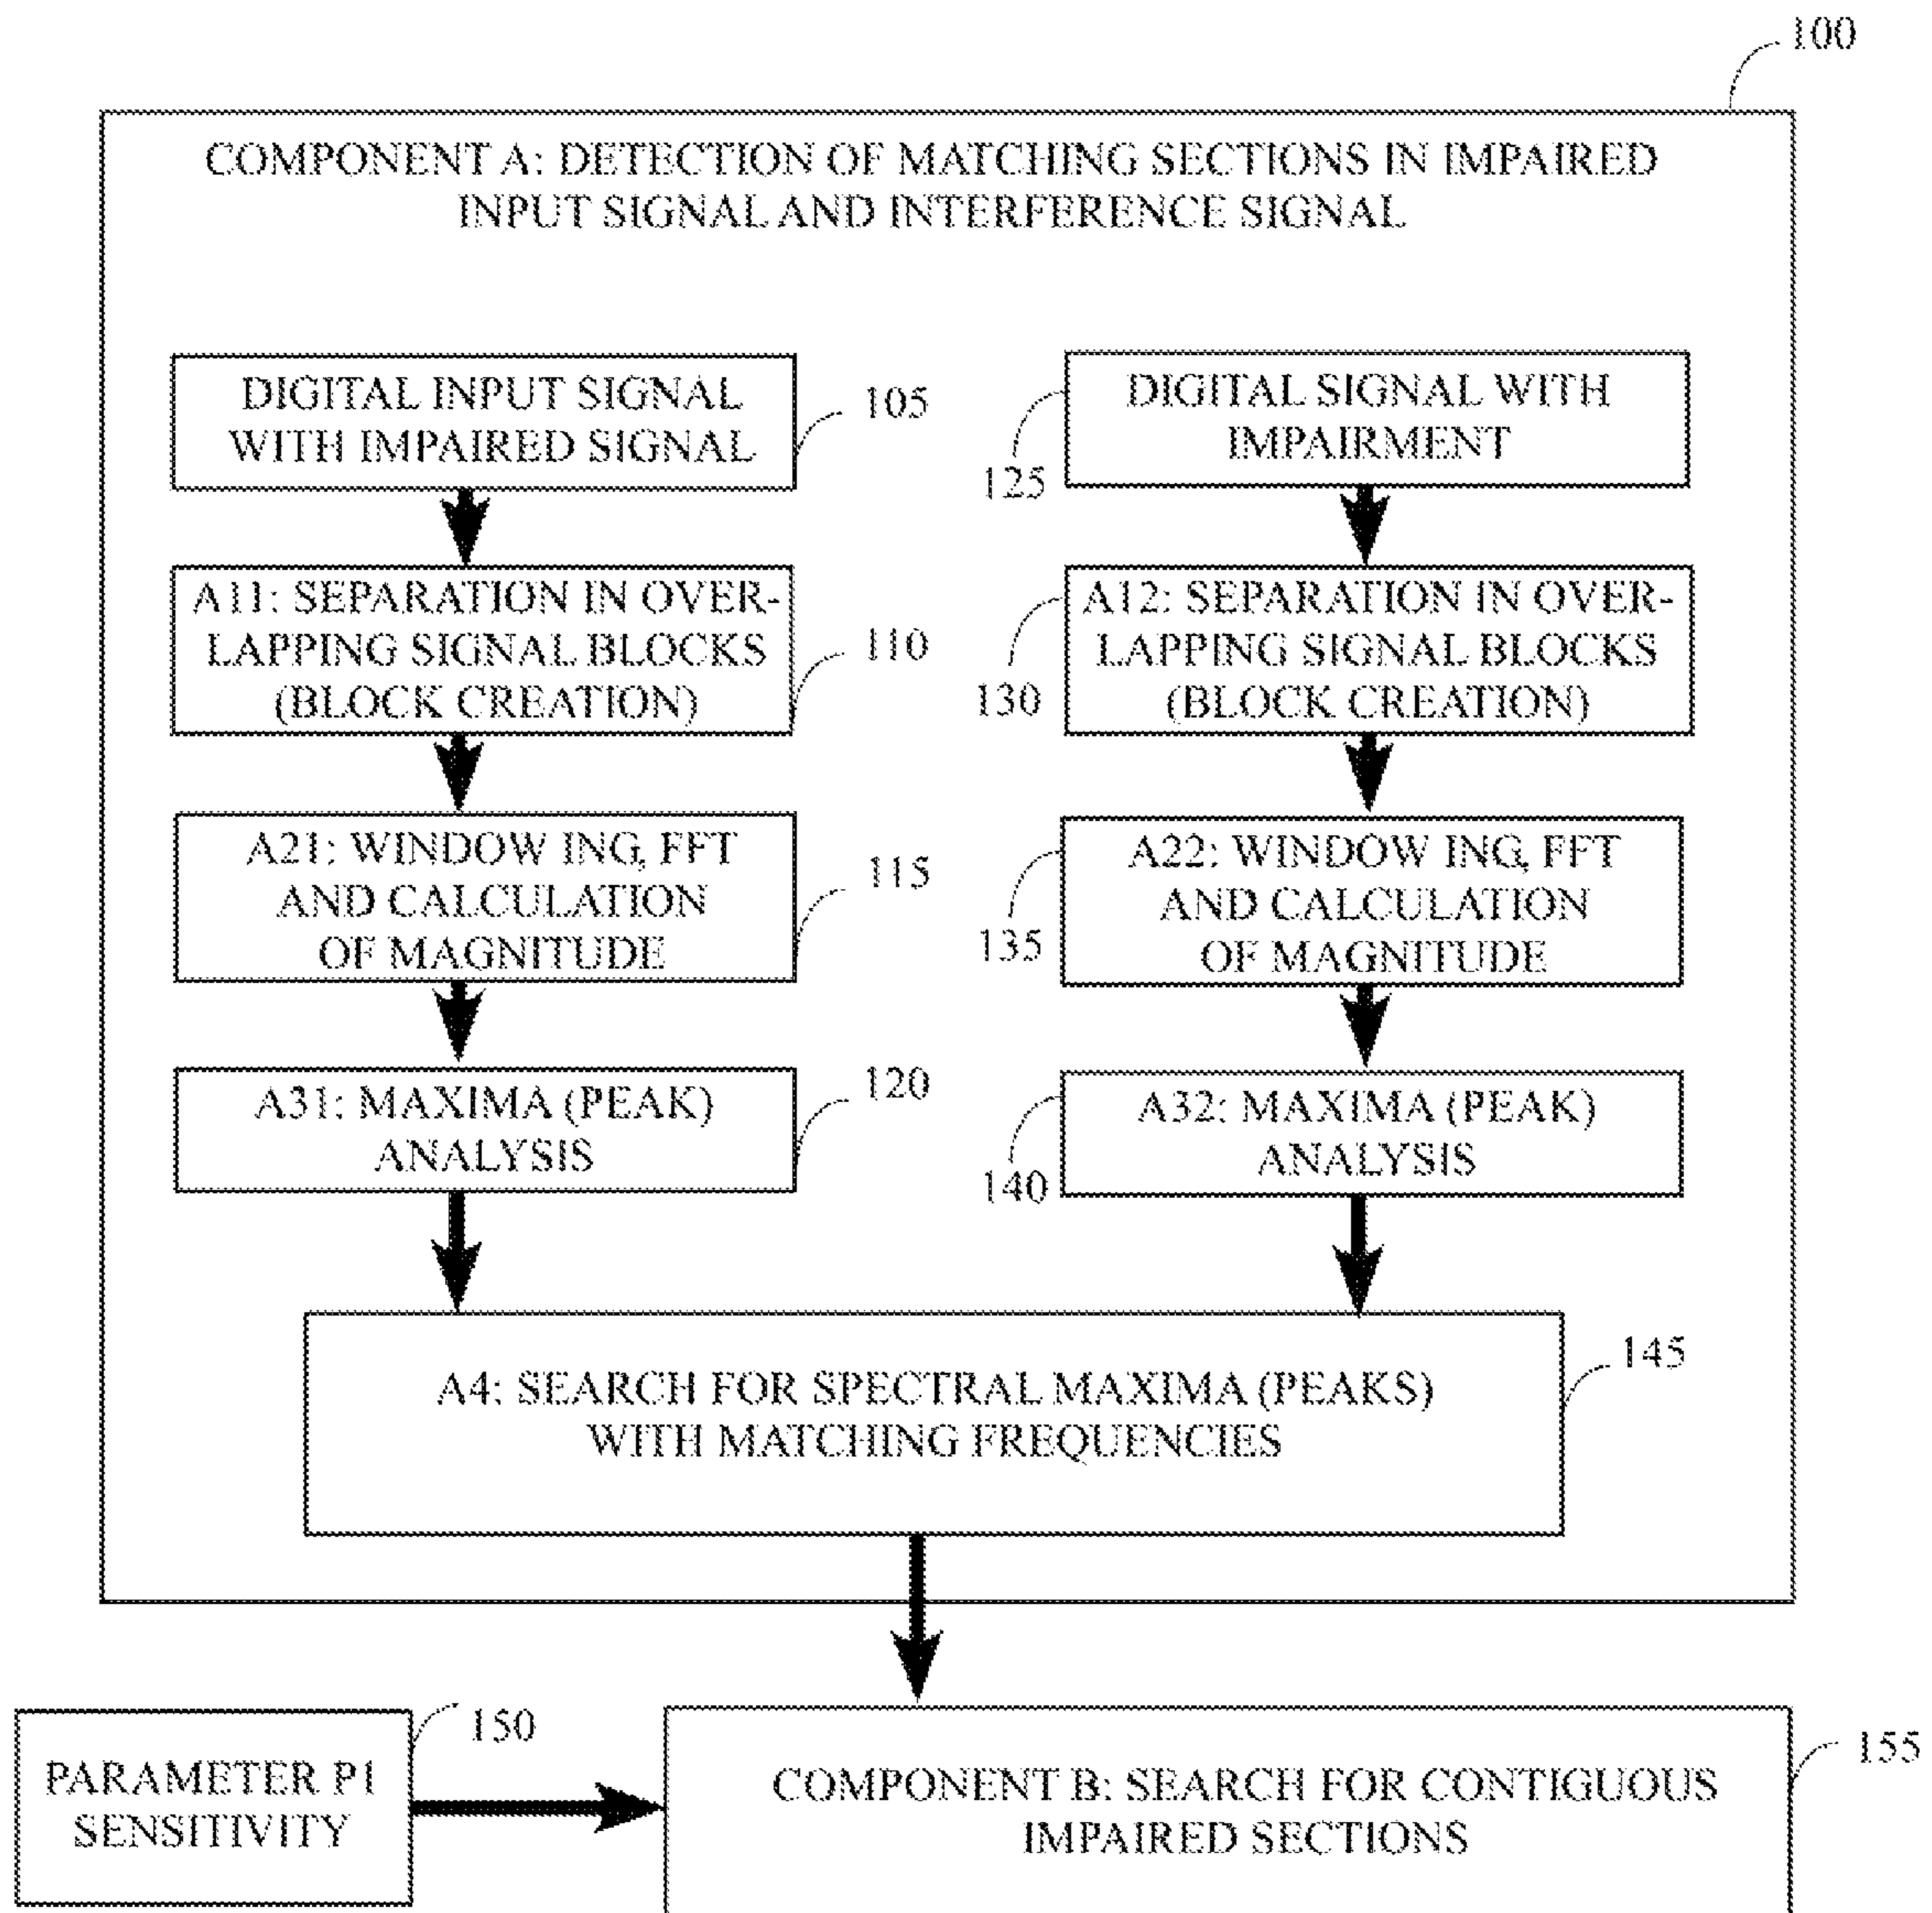 100
COMPONENT A: DETECTION OF MATCHING SECTIONS IN IMPAIRED
INPUT SIGNAL AND INTERFERENCE SIGNAL
DIGITAL INPUT SIGNAL
WITH IMPAIRED SIGNAL
105
A11: SEPARATION IN OVER-
LAPPING SIGNAL BLOCKS
(BLOCK CREATION)
110
A21: WINDOW ING, FFT
AND CALCULATION
OF MAGNITUDE
115
A31: MAXIMA (PEAK)
ANALYSIS
120
DIGITAL SIGNAL WITH
IMPAIRMENT
125
A12: SEPARATION IN OVER-
LAPPING SIGNAL BLOCKS
(BLOCK CREATION)
130
A22: WINDOW ING, FFT
AND CALCULATION
OF MAGNITUDE
135
A32: MAXIMA (PEAK)
ANALYSIS
140
A4: SEARCH FOR SPECTRAL MAXIMA (PEAKS)
WITH MATCHING FREQUENCIES
145
PARAMETER P1
SENSITIVITY
150
COMPONENT B: SEARCH FOR CONTIGUOUS
IMPAIRED SECTIONS
155